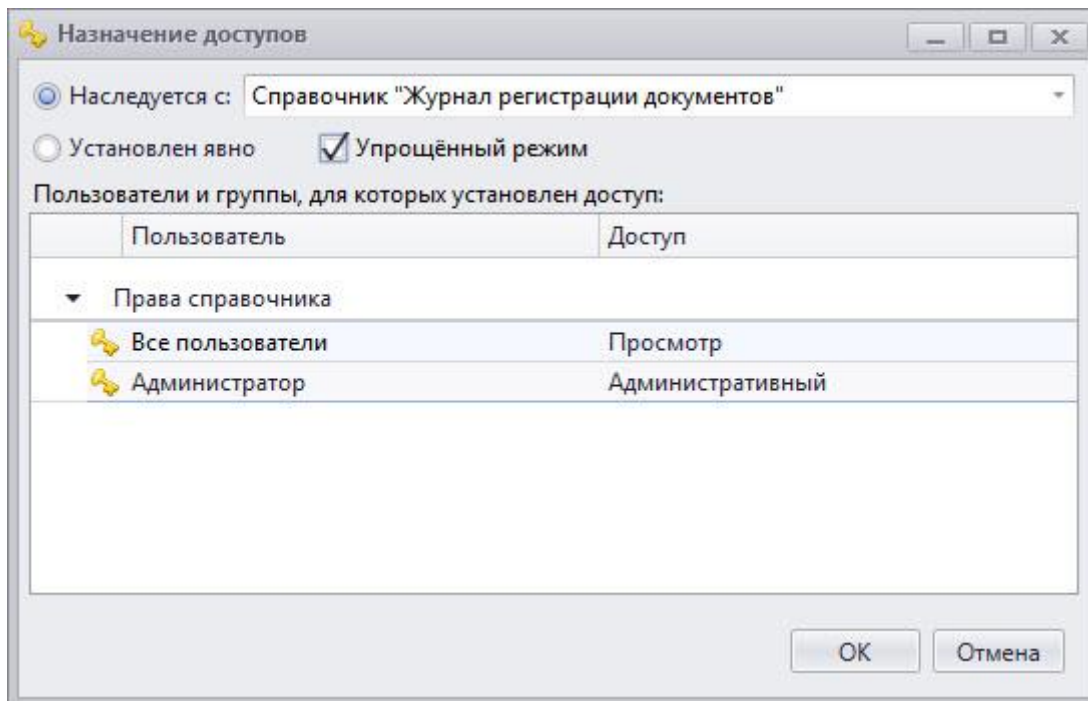 Назначение доступов
Наследуется с: Справочник "Журнал регистрации документов"
Установлен явно Упрощённый режим
Пользователи и группы, для которых установлен доступ:
Пользователь Доступ
Права справочника
Все пользователи Просмотр
Администратор Административный
ОК Отмена